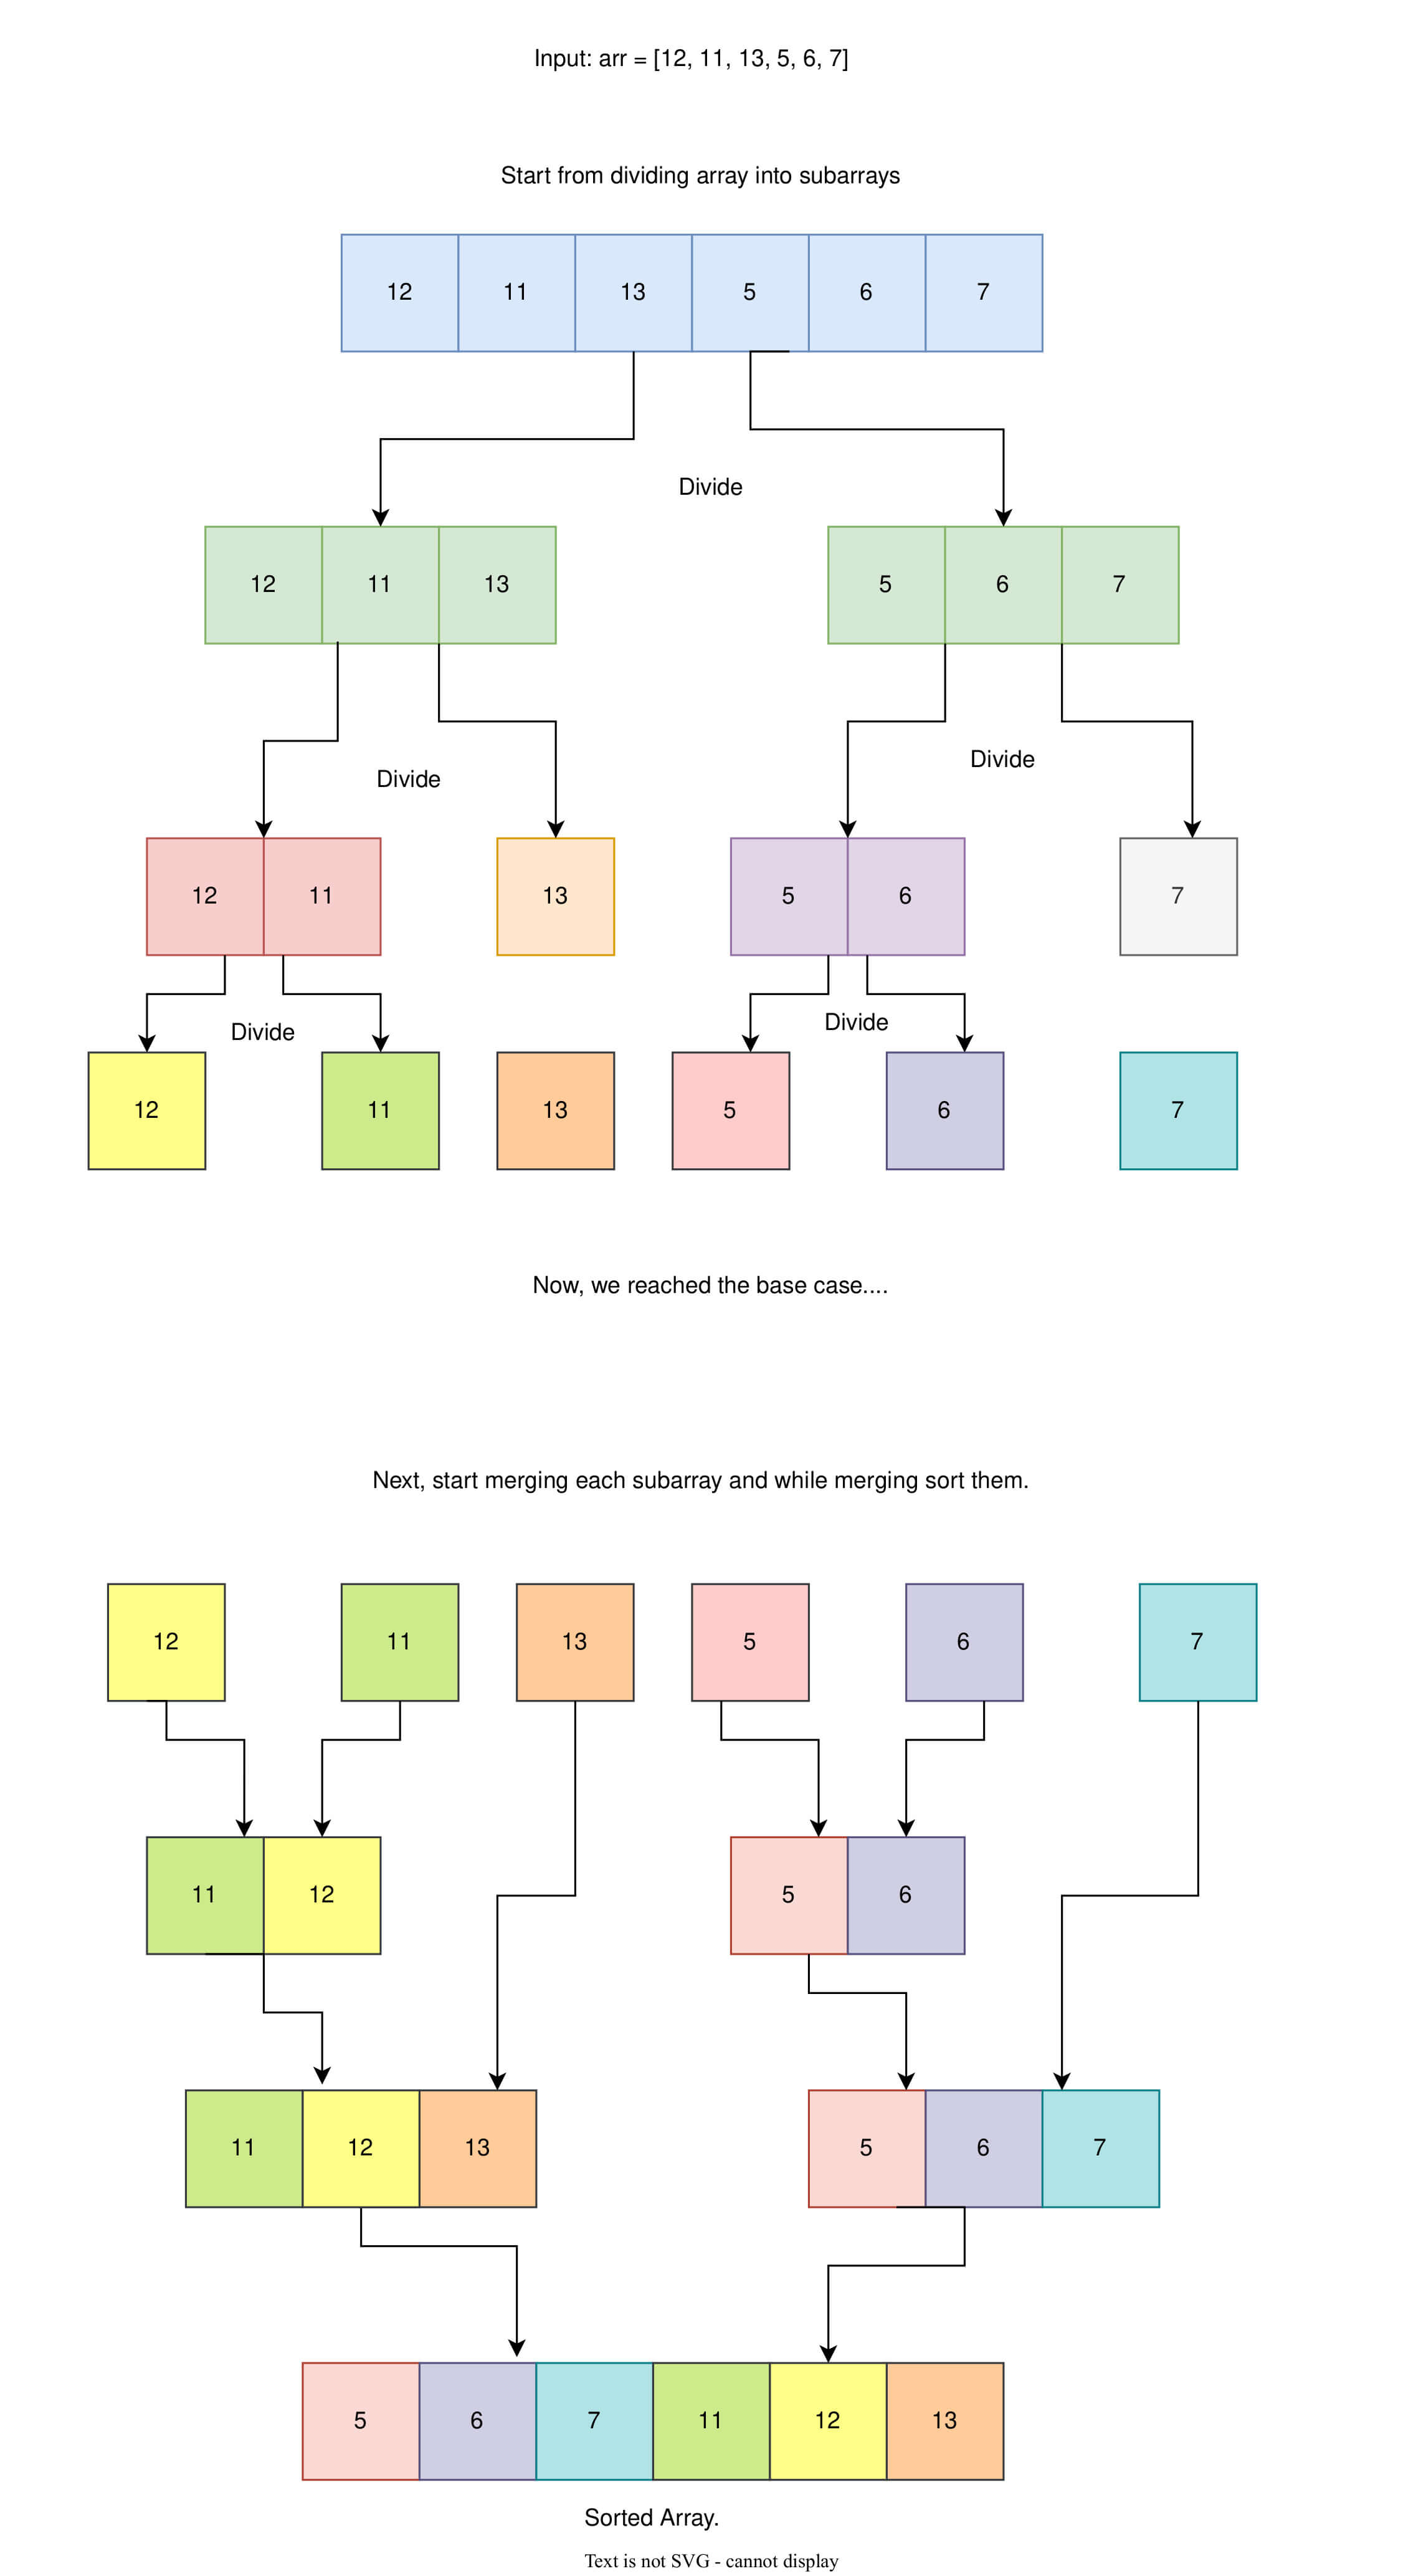 Input: arr = [12, 11, 13, 5, 6, 7]
Start from dividing array into subarrays
12 11 13 5 6 7
Divide
12 11 13 5 6 7
Divide
Divide
12 11 13 5 6 7
Divide
Divide
12 11 13 5 6 7
Now, we reached the base case....
Next, start merging each subarray and while merging sort them.
12 11 13 5 6 7
11 12 5 6
11 12 13 5 6 7
5 6 7 11 12 13
Sorted Array.
Text is not SVG - cannot display